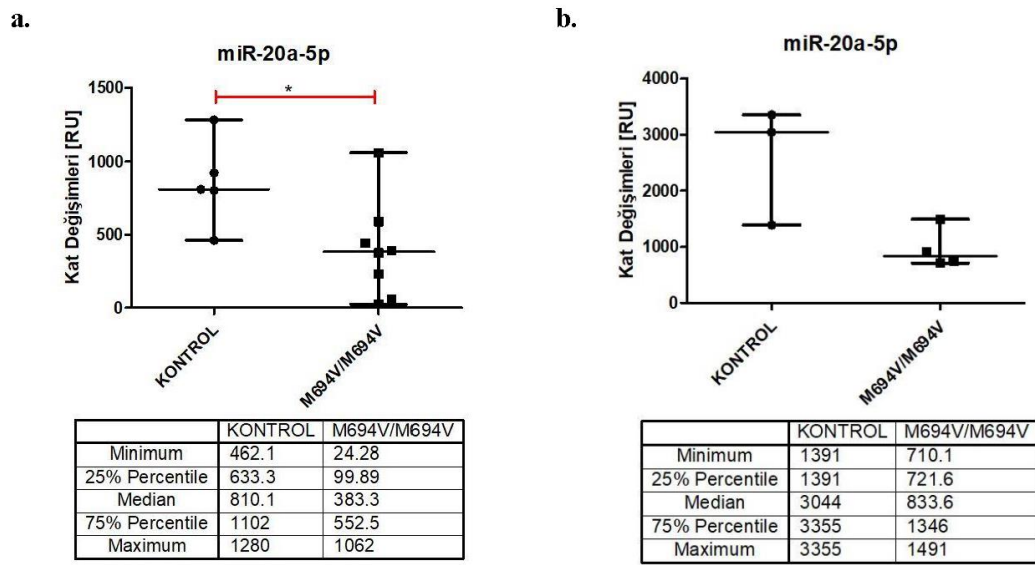 a.
miR-20a-5p
Kat Değişimleri [RU]
1500
1000
500
0
*
KONTROL
M694V/M694V
KONTROL M694V/M694V
Minimum 462.1 24.28
25% Percentile 633.3 99.89
Median 810.1 383.3
75% Percentile 1102 552.5
Maximum 1280 1062
b.
miR-20a-5p
Kat Değişimleri [RU]
4000
3000
2000
1000
0
KONTROL
M694V/M694V
KONTROL M694V/M694V
Minimum 1391 710.1
25% Percentile 1391 721.6
Median 3044 833.6
75% Percentile 3355 1346
Maximum 3355 1491